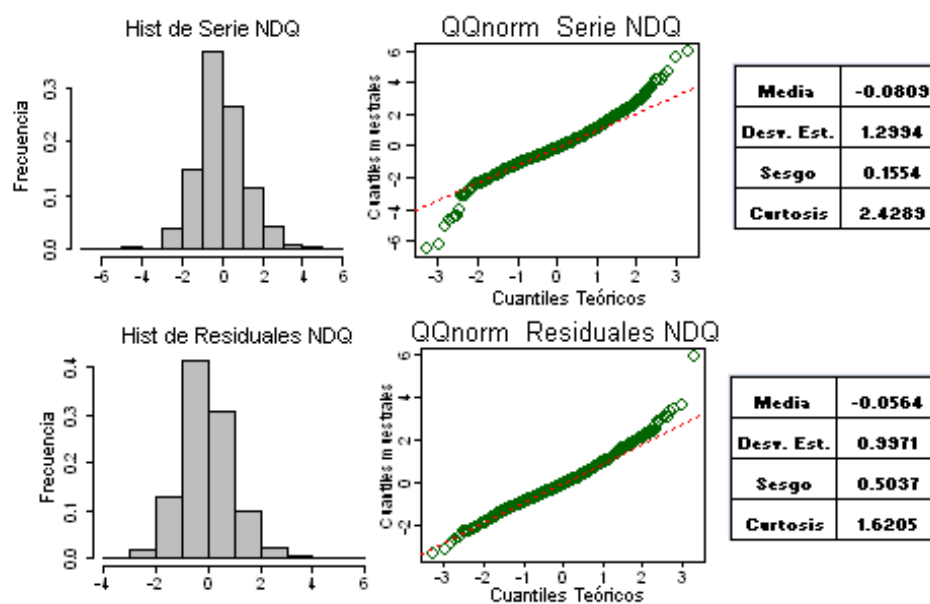 Hist de Serie NDQ
Frecuencia
0.0 0.1 0.2 0.3
-6 -4 -2 0 2 4 6
QQnorm Serie NDQ
Cuantiles muestrales
-6 -4 -2 0 2 4 6
-3 -2 -1 0 1 2 3
Cuantiles Teóricos
Media -0.0809
Desv. Est. 1.2994
Sesgo 0.1554
Curtosis 2.4289
Hist de Residuales NDQ
Frecuencia
0.0 0.1 0.2 0.3 0.4
-4 -2 0 2 4 6
QQnorm Residuales NDQ
Cuantiles muestrales
-2 0 2 4 6
-3 -2 -1 0 1 2 3
Cuantiles Teóricos
Media -0.0564
Desv. Est. 0.9971
Sesgo 0.5037
Curtosis 1.6205